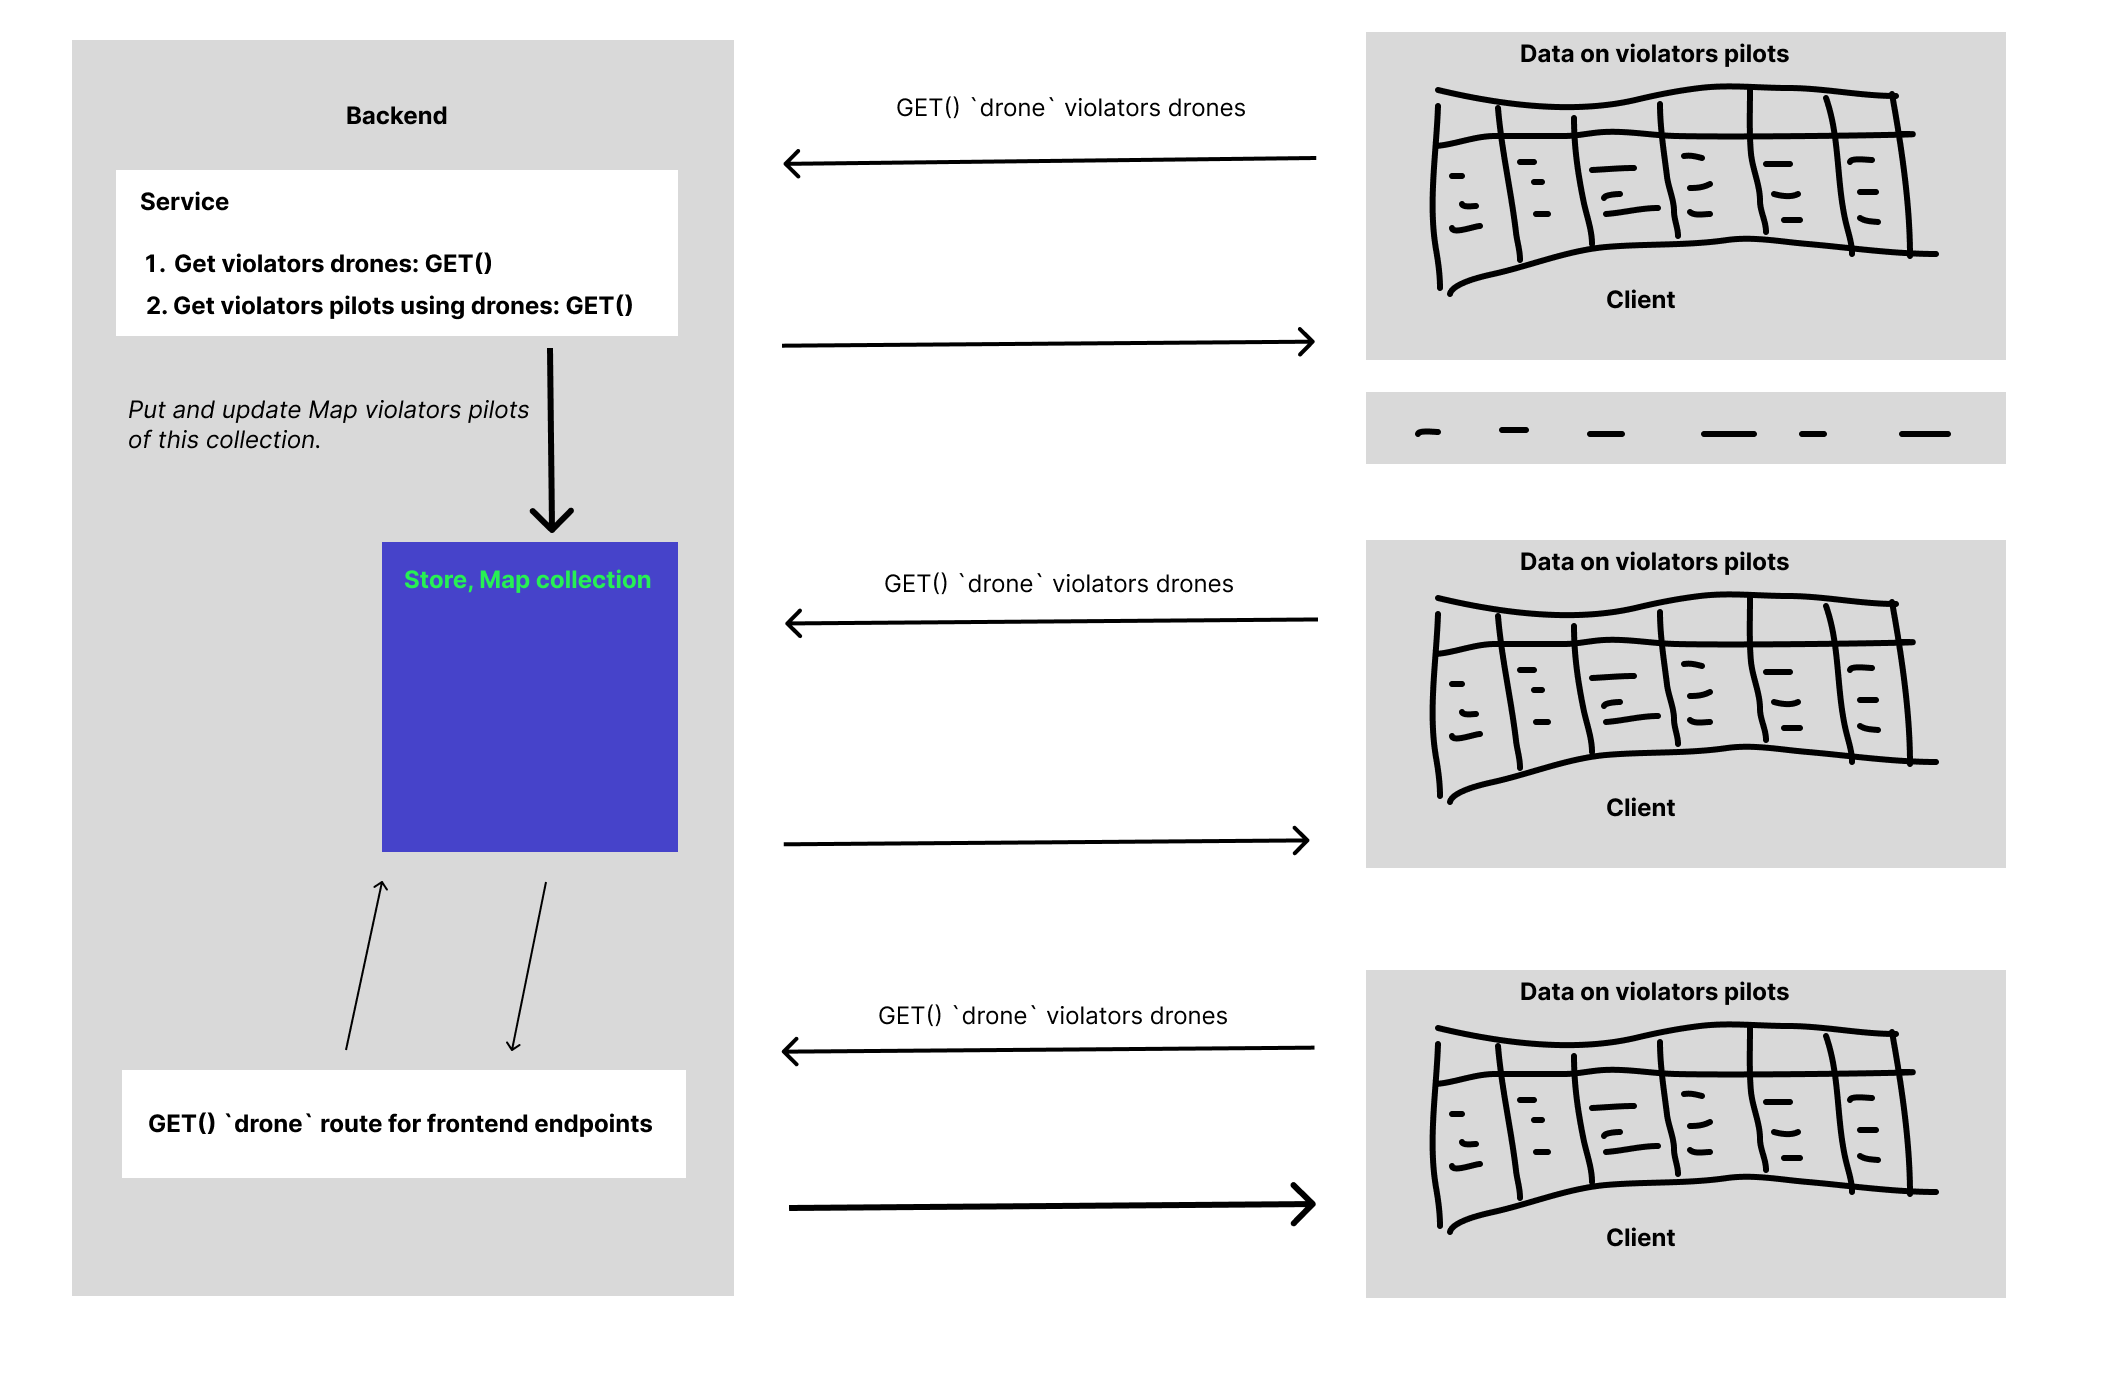 Backend
Service
1. Get violators drones: GET()
2. Get violators pilots using drones: GET()
Put and update Map violators pilots
of this collection.
Store, Map collection
GET() `drone` route for frontend endpoints
GET() `drone` violators drones
Data on violators pilots
Client
GET() `drone` violators drones
Data on violators pilots
Client
GET() `drone` violators drones
Data on violators pilots
Client